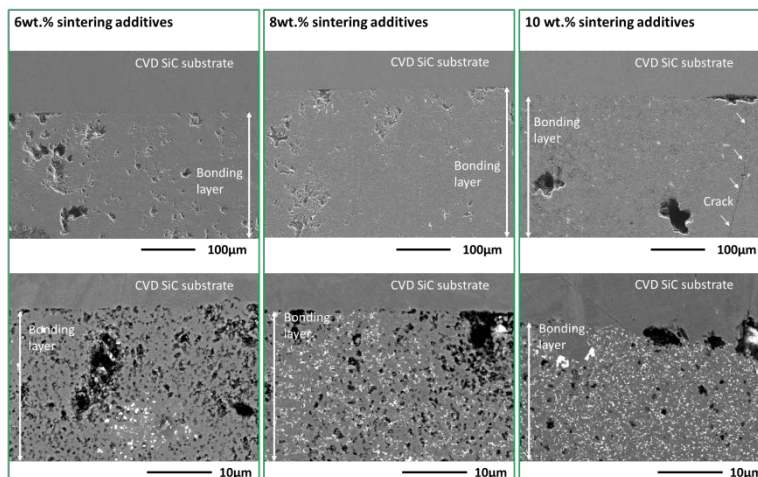 6wt.% sintering additives
CVD SiC substrate
Bonding
layer
100μm
CVD SiC substrate
Bonding
layer
10μm
8wt.% sintering additives
CVD SiC substrate
Bonding
layer
100μm
CVD SiC substrate
Bonding
layer
10μm
10 wt.% sintering additives
CVD SiC substrate
Bonding
layer
Crack
100μm
CVD SiC substrate
Bonding
layer
10μm